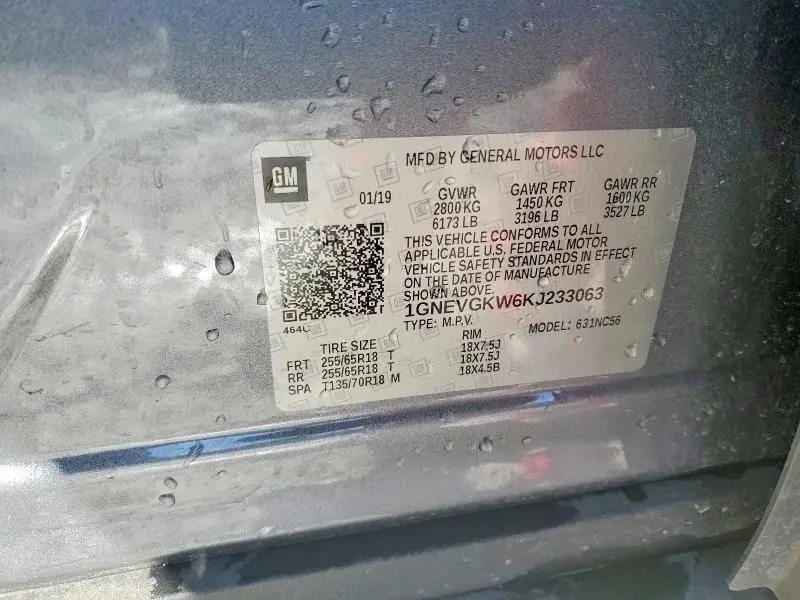 GM
MFD BY GENERAL MOTORS LLC
01/19
GVWR GAWR FRT GAWR RR
2800 KG 1450 KG 1600 KG
6173 LB 3196 LB 3527 LB
THIS VEHICLE CONFORMS TO ALL
APPLICABLE U.S. FEDERAL MOTOR
VEHICLE SAFETY STANDARDS IN EFFECT
ON THE DATE OF MANUFACTURE
SHOWN ABOVE.
1GNEVGKW6KJ233063
TYPE: M.P.V. MODEL: 631NC56
TIRE SIZE RIM
FRT 255/65R18 T 18X7.5J
RR 255/65R18 T 18X7.5J
SPA T135/70R18 M 18X4.5B